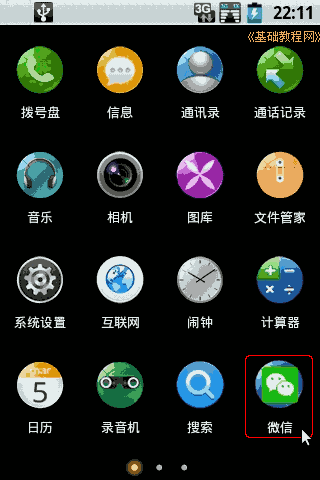 3G 22:11
《基础教程网》
拨号盘 信息 通讯录 通话记录
音乐 相机 图库 文件管家
系统设置 互联网 闹钟 计算器
mar
5
日历 录音机 搜索 微信